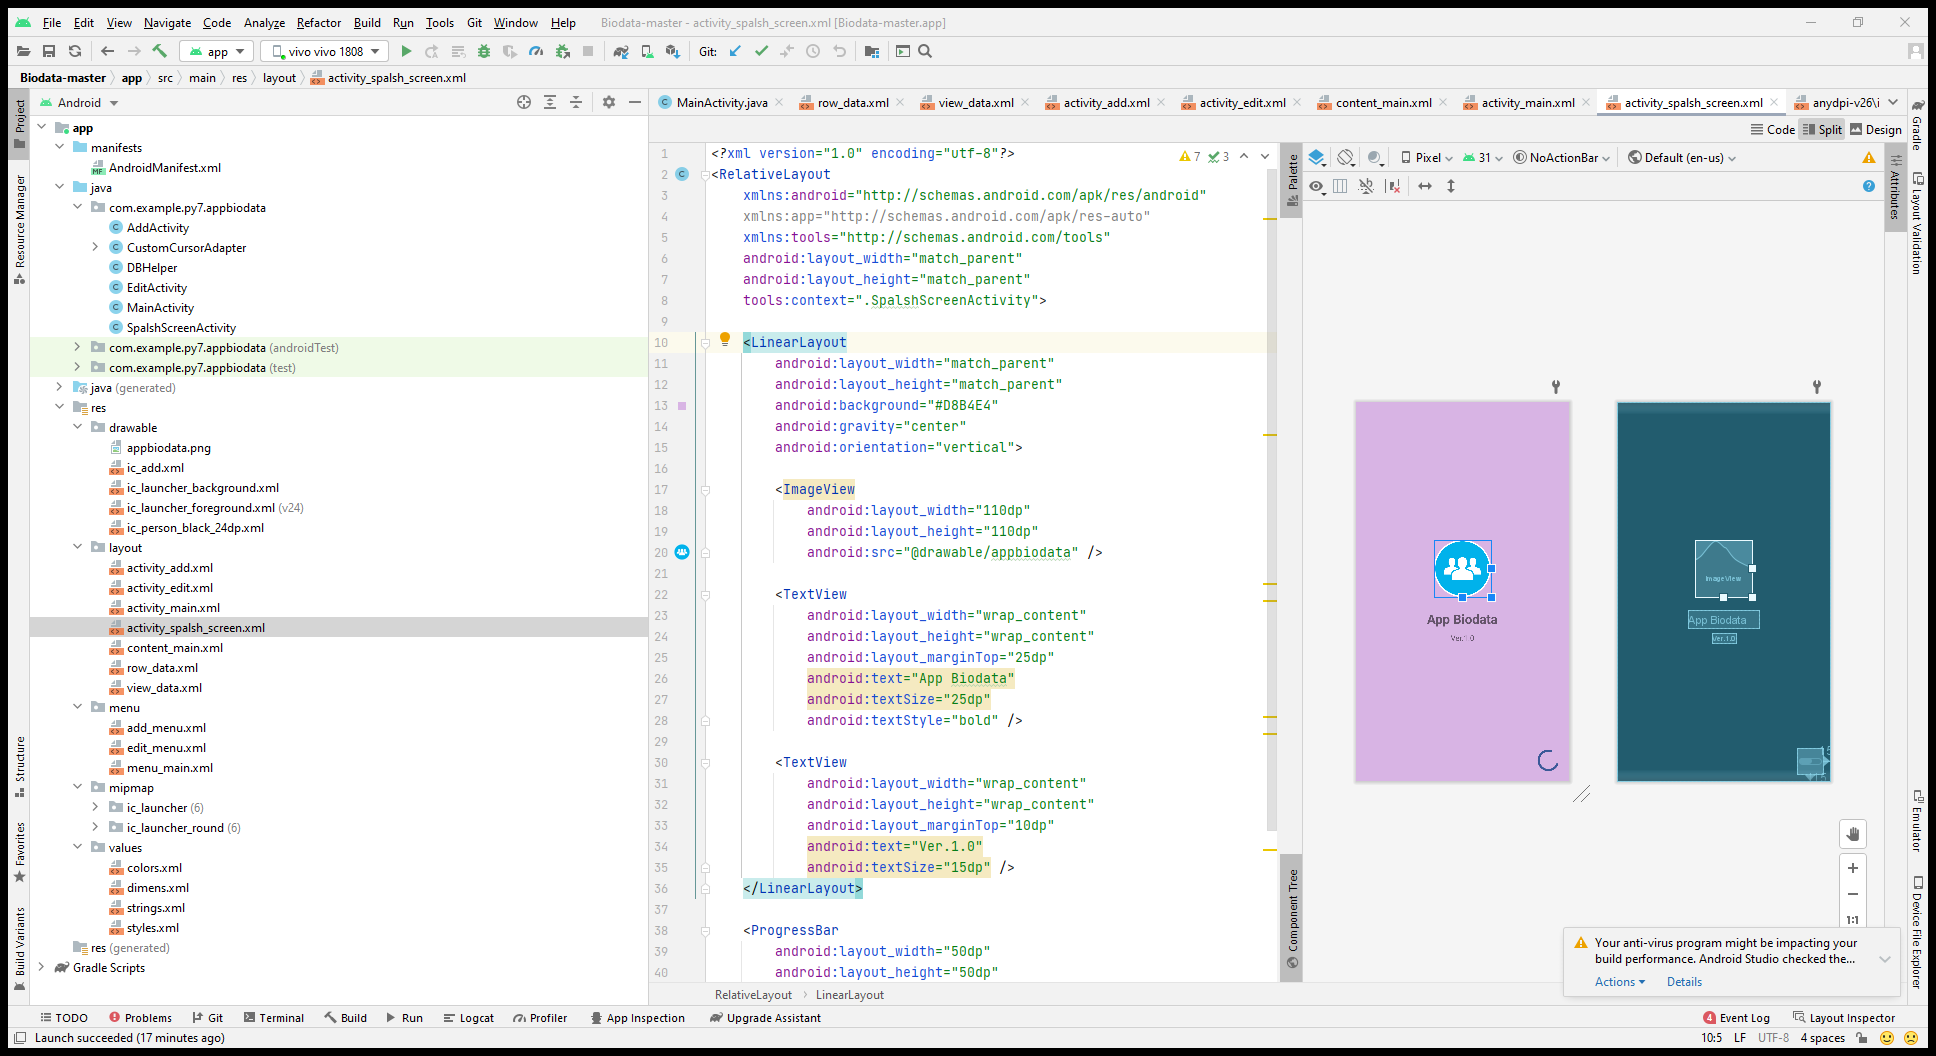 File Edit View Navigate Code Analyze Refactor Build Run Tools Git Window Help Biodata-master - activity_spalsh_screen.xml [Biodata-master.app]
app vivo vivo 1808 Git:
Biodata-master app src main res layout activity_spalsh_screen.xml
Project
Resource Manager
Structure
Favorites
Build Variants
Android
app
manifests
AndroidManifest.xml
java
com.example.py7.appbiodata
AddActivity
CustomCursorAdapter
DBHelper
EditActivity
MainActivity
SpalshScreenActivity
com.example.py7.appbiodata (androidTest)
com.example.py7.appbiodata (test)
java (generated)
res
drawable
appbiodata.png
ic_add.xml
ic_launcher_background.xml
ic_launcher_foreground.xml (v24)
ic_person_black_24dp.xml
layout
activity_add.xml
activity_edit.xml
activity_main.xml
activity_spalsh_screen.xml
content_main.xml
row_data.xml
view_data.xml
menu
add_menu.xml
edit_menu.xml
menu_main.xml
mipmap
ic_launcher (6)
ic_launcher_round (6)
values
colors.xml
dimens.xml
strings.xml
styles.xml
res (generated)
Gradle Scripts
MainActivity.java row_data.xml view_data.xml activity_add.xml activity_edit.xml content_main.xml activity_main.xml activity_spalsh_screen.xml anydpi-v26\i
Code Split Design
7 3
1 <?xml version="1.0" encoding="utf-8"?>
2 <RelativeLayout
3 xmlns:android="http://schemas.android.com/apk/res/android"
4 xmlns:app="http://schemas.android.com/apk/res-auto"
5 xmlns:tools="http://schemas.android.com/tools"
6 android:layout_width="match_parent"
7 android:layout_height="match_parent"
8 tools:context=".SpalshScreenActivity">
9
10 <LinearLayout
11 android:layout_width="match_parent"
12 android:layout_height="match_parent"
13 android:background="#D8B4E4"
14 android:gravity="center"
15 android:orientation="vertical">
16
17 <ImageView
18 android:layout_width="110dp"
19 android:layout_height="110dp"
20 android:src="@drawable/appbiodata" />
21
22 <TextView
23 android:layout_width="wrap_content"
24 android:layout_height="wrap_content"
25 android:layout_marginTop="25dp"
26 android:text="App Biodata"
27 android:textSize="25dp"
28 android:textStyle="bold" />
29
30 <TextView
31 android:layout_width="wrap_content"
32 android:layout_height="wrap_content"
33 android:layout_marginTop="10dp"
34 android:text="Ver.1.0"
35 android:textSize="15dp" />
36 </LinearLayout>
37
38 <ProgressBar
39 android:layout_width="50dp"
40 android:layout_height="50dp"
RelativeLayout LinearLayout
Palette
Component Tree
Pixel 31 NoActionBar Default (en-us)
App Biodata
Ver.1.0
ImageView
App Biodata
Ver.1.0
1:1
Attributes
Gradle
Layout Validation
Emulator
Device File Explorer
Your anti-virus program might be impacting your
build performance. Android Studio checked the...
Actions Details
TODO Problems Git Terminal Build Run Logcat Profiler App Inspection Upgrade Assistant 4 Event Log Layout Inspector
Launch succeeded (17 minutes ago) 10:5 LF UTF-8 4 spaces